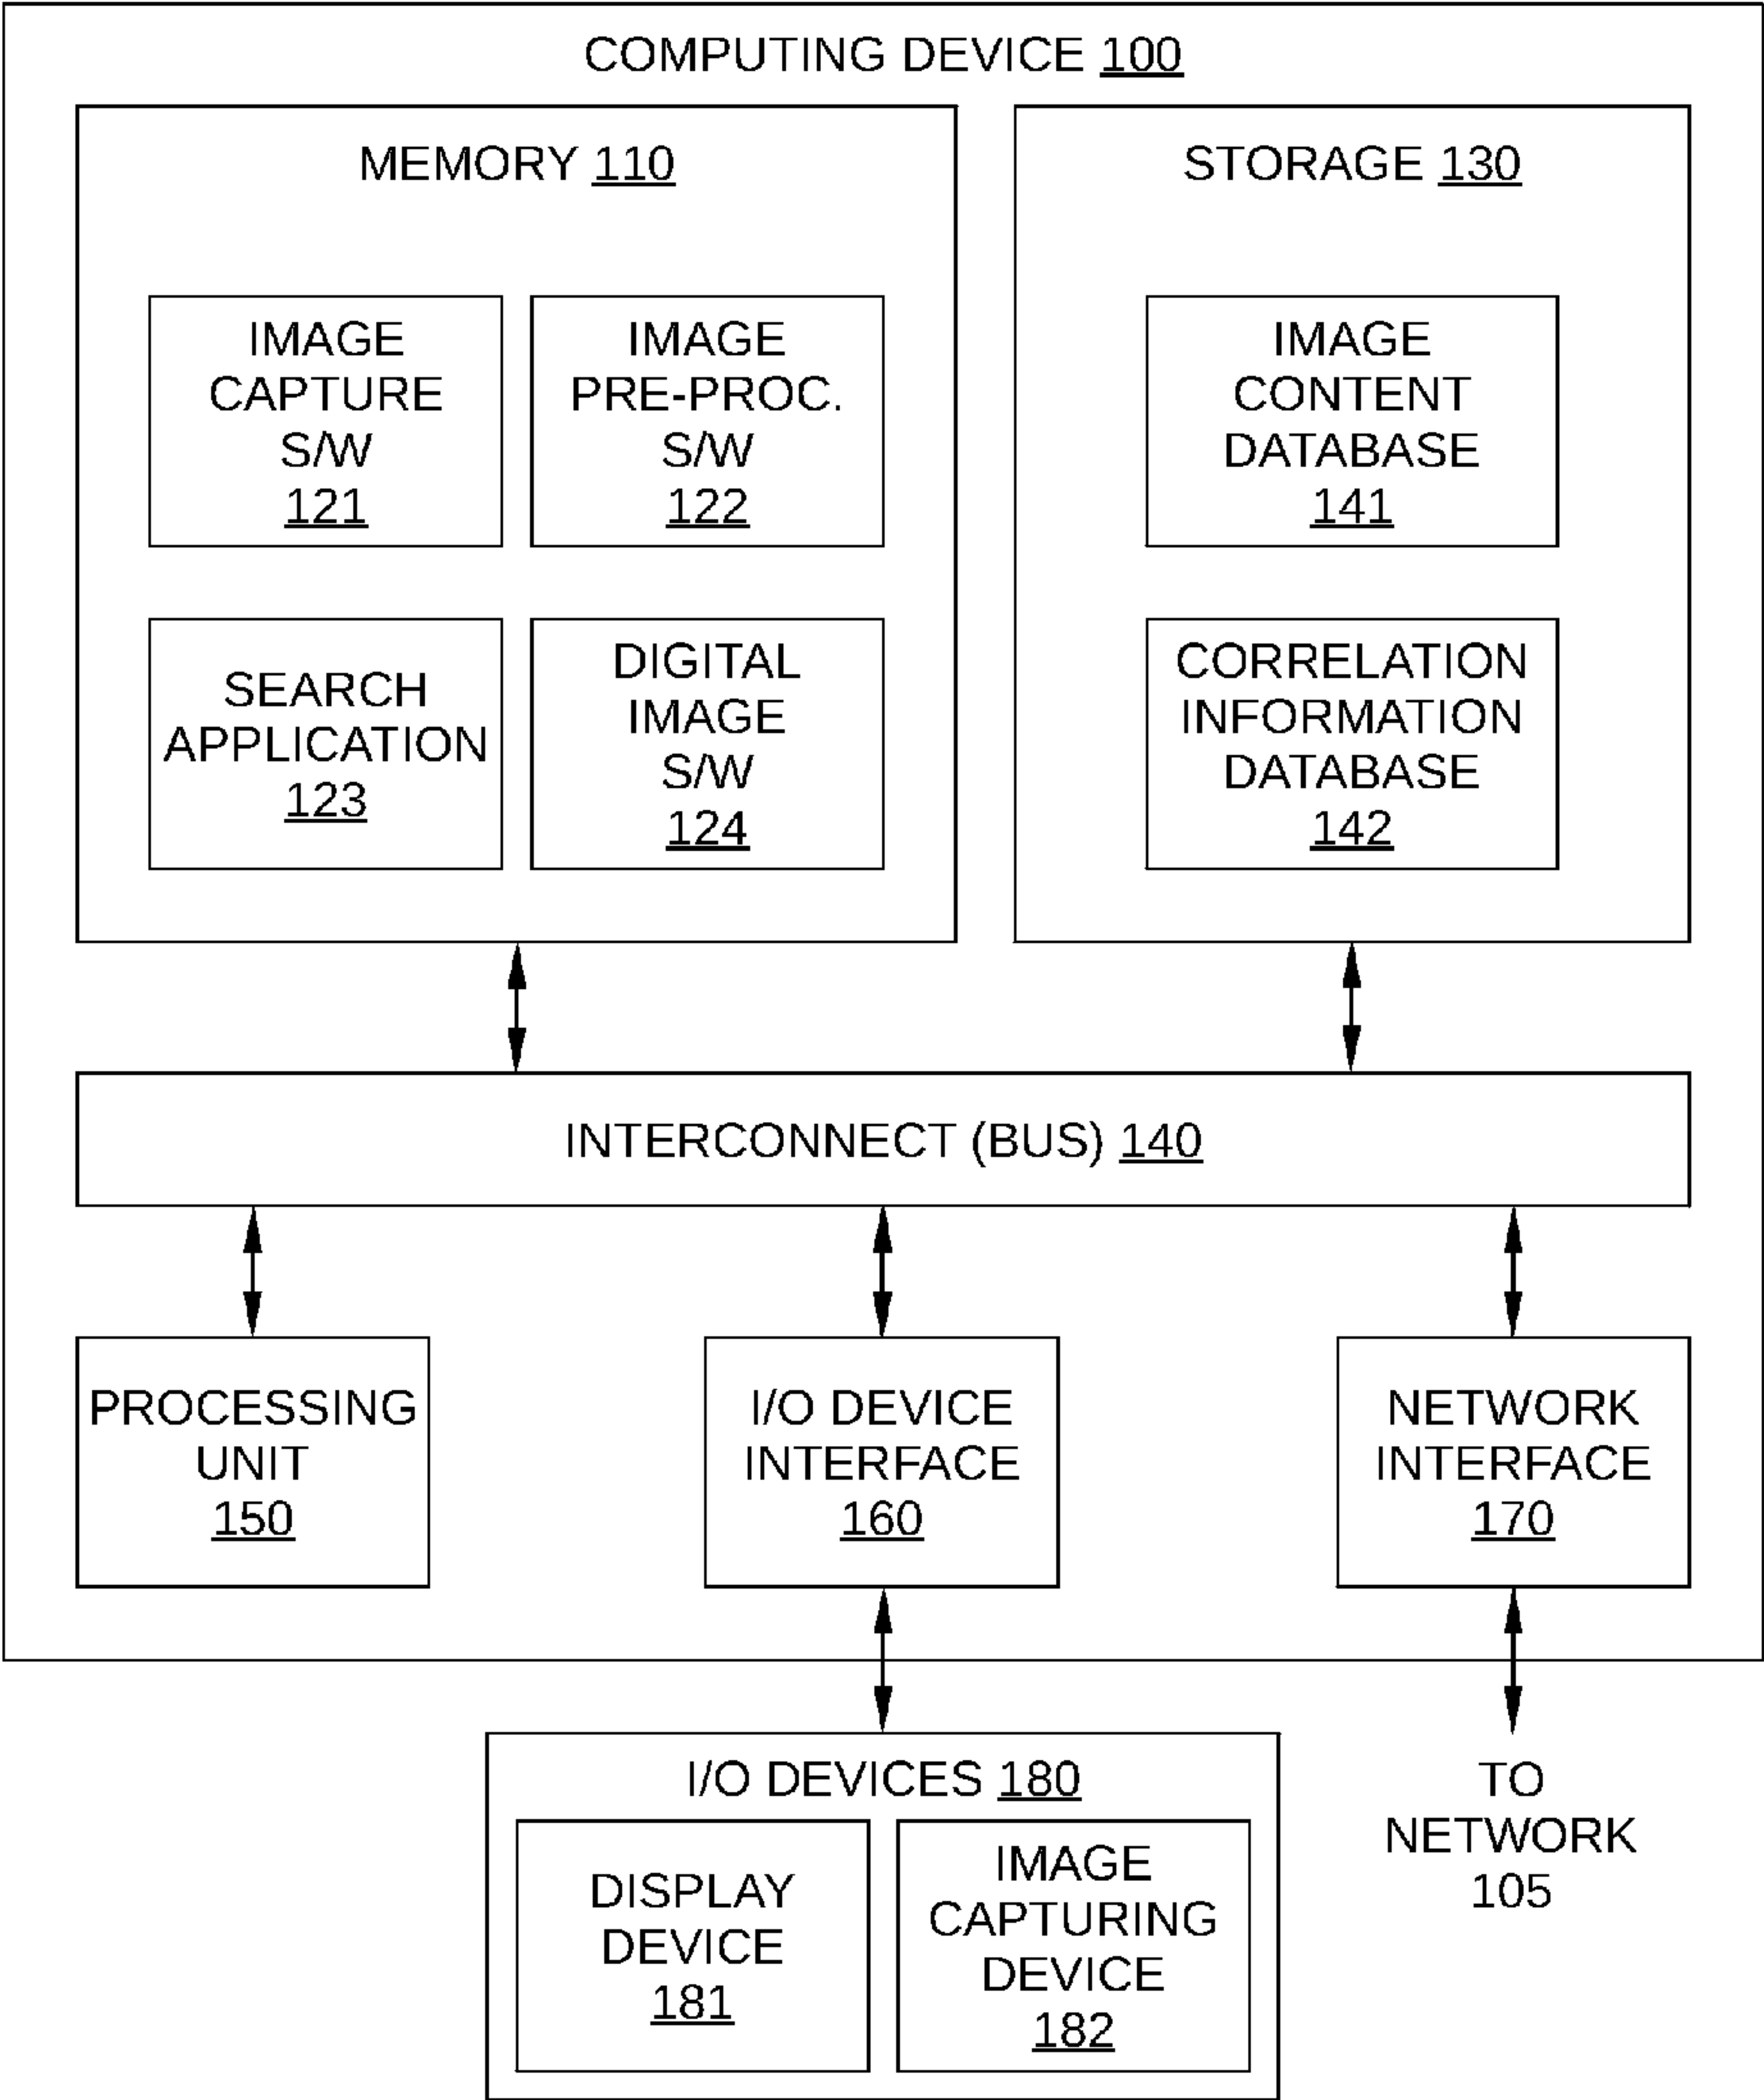 COMPUTING DEVICE 100
MEMORY 110
IMAGE
CAPTURE
S/W
121
IMAGE
PRE-PROC.
S/W
122
SEARCH
APPLICATION
123
DIGITAL
IMAGE
S/W
124
STORAGE 130
IMAGE
CONTENT
DATABASE
141
CORRELATION
INFORMATION
DATABASE
142
INTERCONNECT (BUS) 140
PROCESSING
UNIT
150
I/O DEVICE
INTERFACE
160
NETWORK
INTERFACE
170
I/O DEVICES 180
DISPLAY
DEVICE
181
IMAGE
CAPTURING
DEVICE
182
TO
NETWORK
105